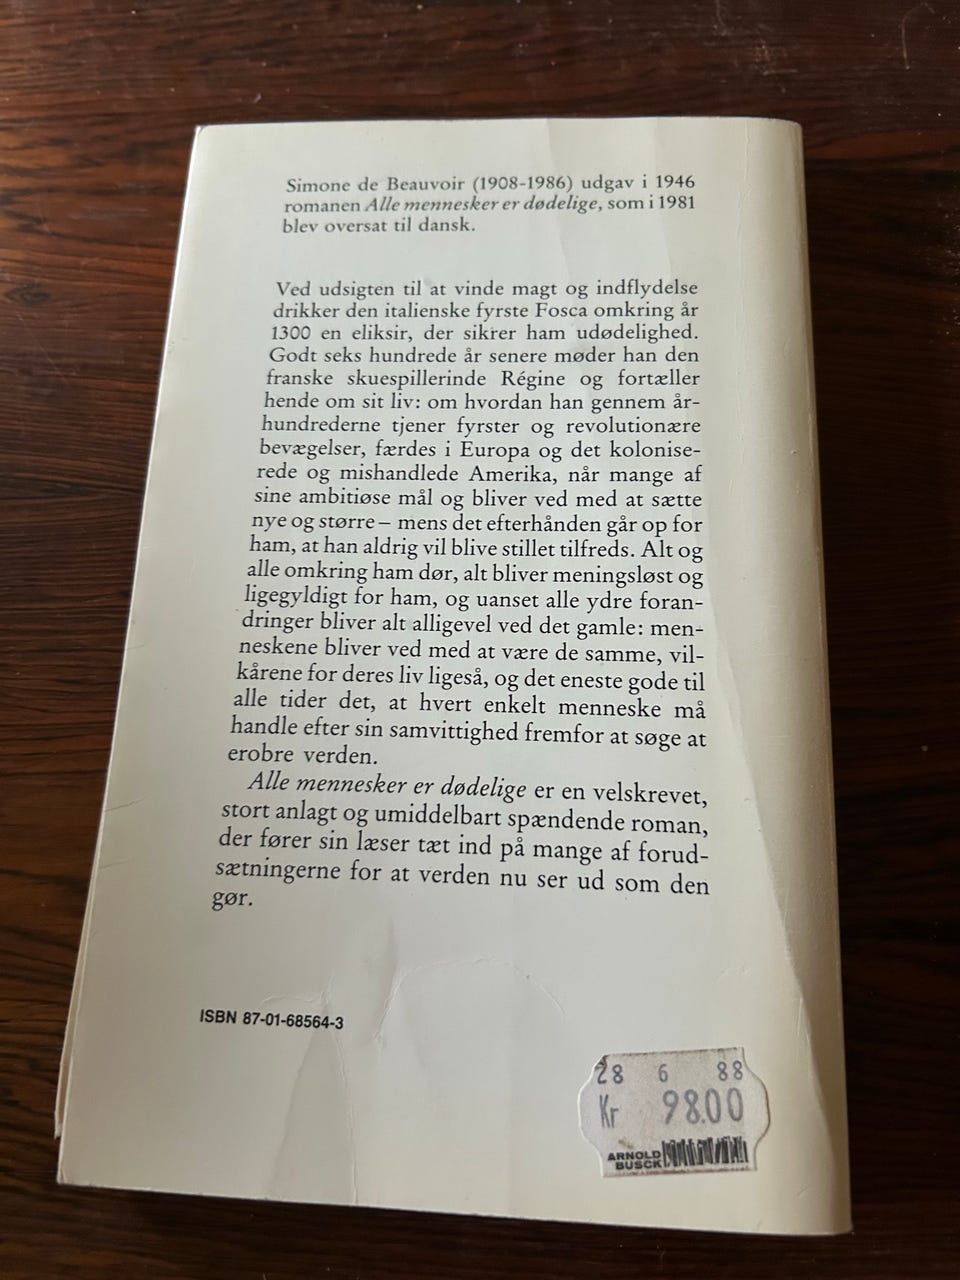 Simone de Beauvoir (1908-1986) udgav i 1946
romanen Alle mennesker er dødelige, som i 1981
blev oversat til dansk.
Ved udsigten til at vinde magt og indflydelse
drikker den italienske fyrste Fosca omkring år
1300 en eliksir, der sikrer ham udødelighed.
Godt seks hundrede år senere møder han den
franske skuespillerinde Régine og fortæller
hende om sit liv: om hvordan han gennem år-
hundrederne tjener fyrster og revolutionære
bevægelser, færdes i Europa og det kolonise-
rede og mishandlede Amerika, når mange af
sine ambitiøse mål og bliver ved med at sætte
nye og større – mens det efterhånden går op for
ham, at han aldrig vil blive stillet tilfreds. Alt og
alle omkring ham dør, alt bliver meningsløst og
ligegyldigt for ham, og uanset alle ydre foran-
dringer bliver alt alligevel ved det gamle: men-
neskene bliver ved med at være de samme, vil-
kårene for deres liv ligeså, og det eneste gode til
alle tider det, at hvert enkelt menneske må
handle efter sin samvittighed fremfor at søge at
erobre verden.
Alle mennesker er dødelige er en velskrevet,
stort anlagt og umiddelbart spændende roman,
der fører sin læser tæt ind på mange af forud-
sætningerne for at verden nu ser ud som den
gør.
ISBN 87-01-68564-3
28 6 88
Kr 98.00
ARNOLD
BUSCK